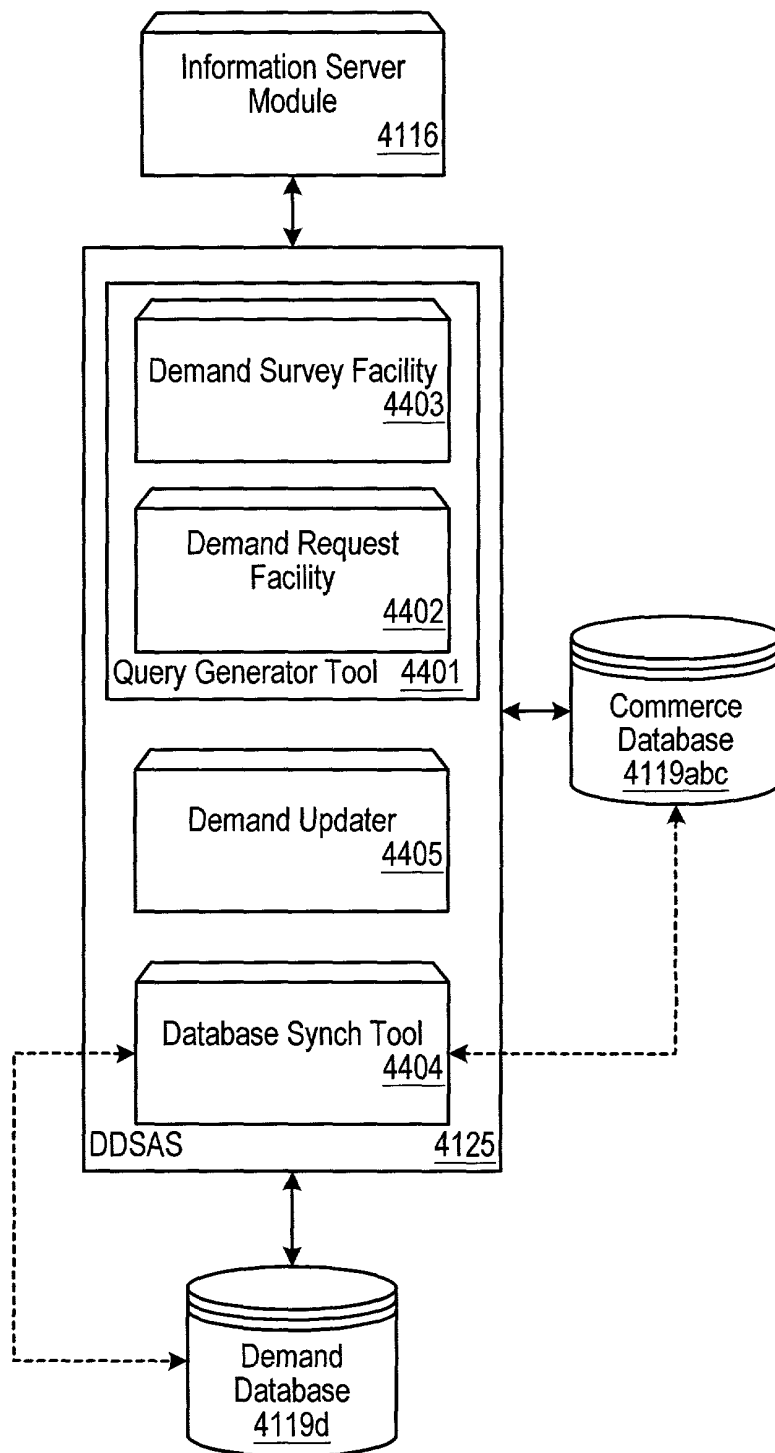 Information Server
Module
4116
Demand Survey Facility
4403
Demand Request
Facility
4402
Query Generator Tool 4401
Commerce
Database
4119abc
Demand Updater
4405
Database Synch Tool
4404
DDSAS 4125
Demand
Database
4119d